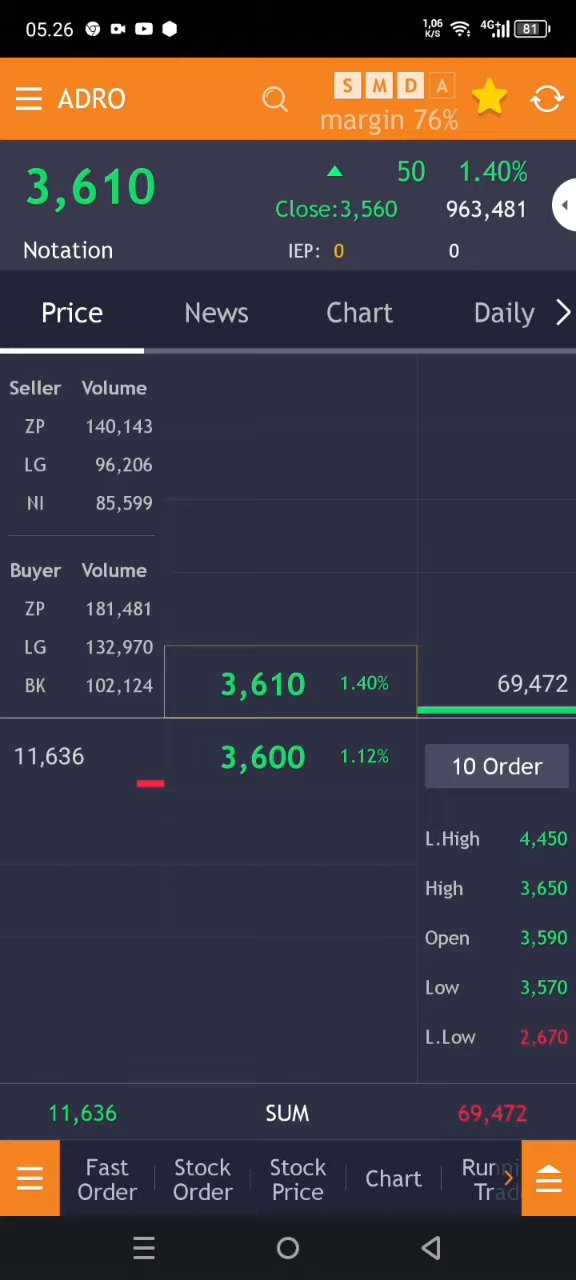 05.26
1,06 K/S 4G+ 81
ADRO
S M D A
margin 76%
3,610
▲ 50 1.40%
Close:3,560 963,481
Notation IEP: 0 0
Price News Chart Daily
Seller Volume
ZP 140,143
LG 96,206
NI 85,599
Buyer Volume
ZP 181,481
LG 132,970
BK 102,124
3,610 1.40% 69,472
11,636 3,600 1.12%
10 Order
L.High 4,450
High 3,650
Open 3,590
Low 3,570
L.Low 2,670
11,636 SUM 69,472
Fast Order
Stock Order
Stock Price
Chart
Runni
Trad